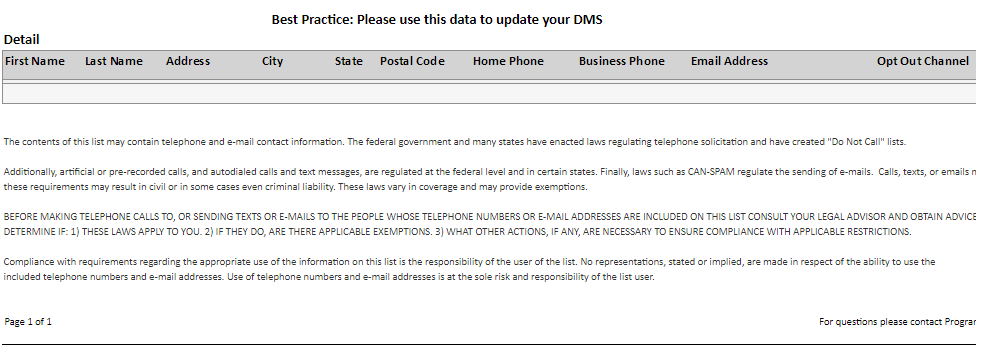 Best Practice: Please use this data to update your DMS
Detail
First Name Last Name Address City State Postal Code Home Phone Business Phone Email Address Opt Out Channel
The contents of this list may contain telephone and e-mail contact information. The federal government and many states have enacted laws regulating telephone solicitation and have created "Do Not Call" lists.
Additionally, artificial or pre-recorded calls, and autodialed calls and text messages, are regulated at the federal level and in certain states. Finally, laws such as CAN-SPAM regulate the sending of e-mails. Calls, texts, or emails
these requirements may result in civil or in some cases even criminal liability. These laws vary in coverage and may provide exemptions.
BEFORE MAKING TELEPHONE CALLS TO, OR SENDING TEXTS OR E-MAILS TO THE PEOPLE WHOSE TELEPHONE NUMBERS OR E-MAIL ADDRESSES ARE INCLUDED ON THIS LIST CONSULT YOUR LEGAL ADVISOR AND OBTAIN ADVICE
DETERMINE IF: 1) THESE LAWS APPLY TO YOU. 2) IF THEY DO, ARE THERE APPLICABLE EXEMPTIONS. 3) WHAT OTHER ACTIONS, IF ANY, ARE NECESSARY TO ENSURE COMPLIANCE WITH APPLICABLE RESTRICTIONS.
Compliance with requirements regarding the appropriate use of the information on this list is the responsibility of the user of the list. No representations, stated or implied, are made in respect of the ability to use the
included telephone numbers and e-mail addresses. Use of telephone numbers and e-mail addresses is at the sole risk and responsibility of the list user.
Page 1 of 1
For questions please contact